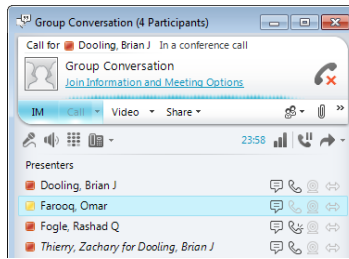 Group Conversation (4 Participants)
Call for Dooling, Brian J In a conference call
Group Conversation
Join Information and Meeting Options
IM Call Video Share
23:58
Presenters
Dooling, Brian J
Farooq, Omar
Fogle, Rashad Q
Thierry, Zachary for Dooling, Brian J